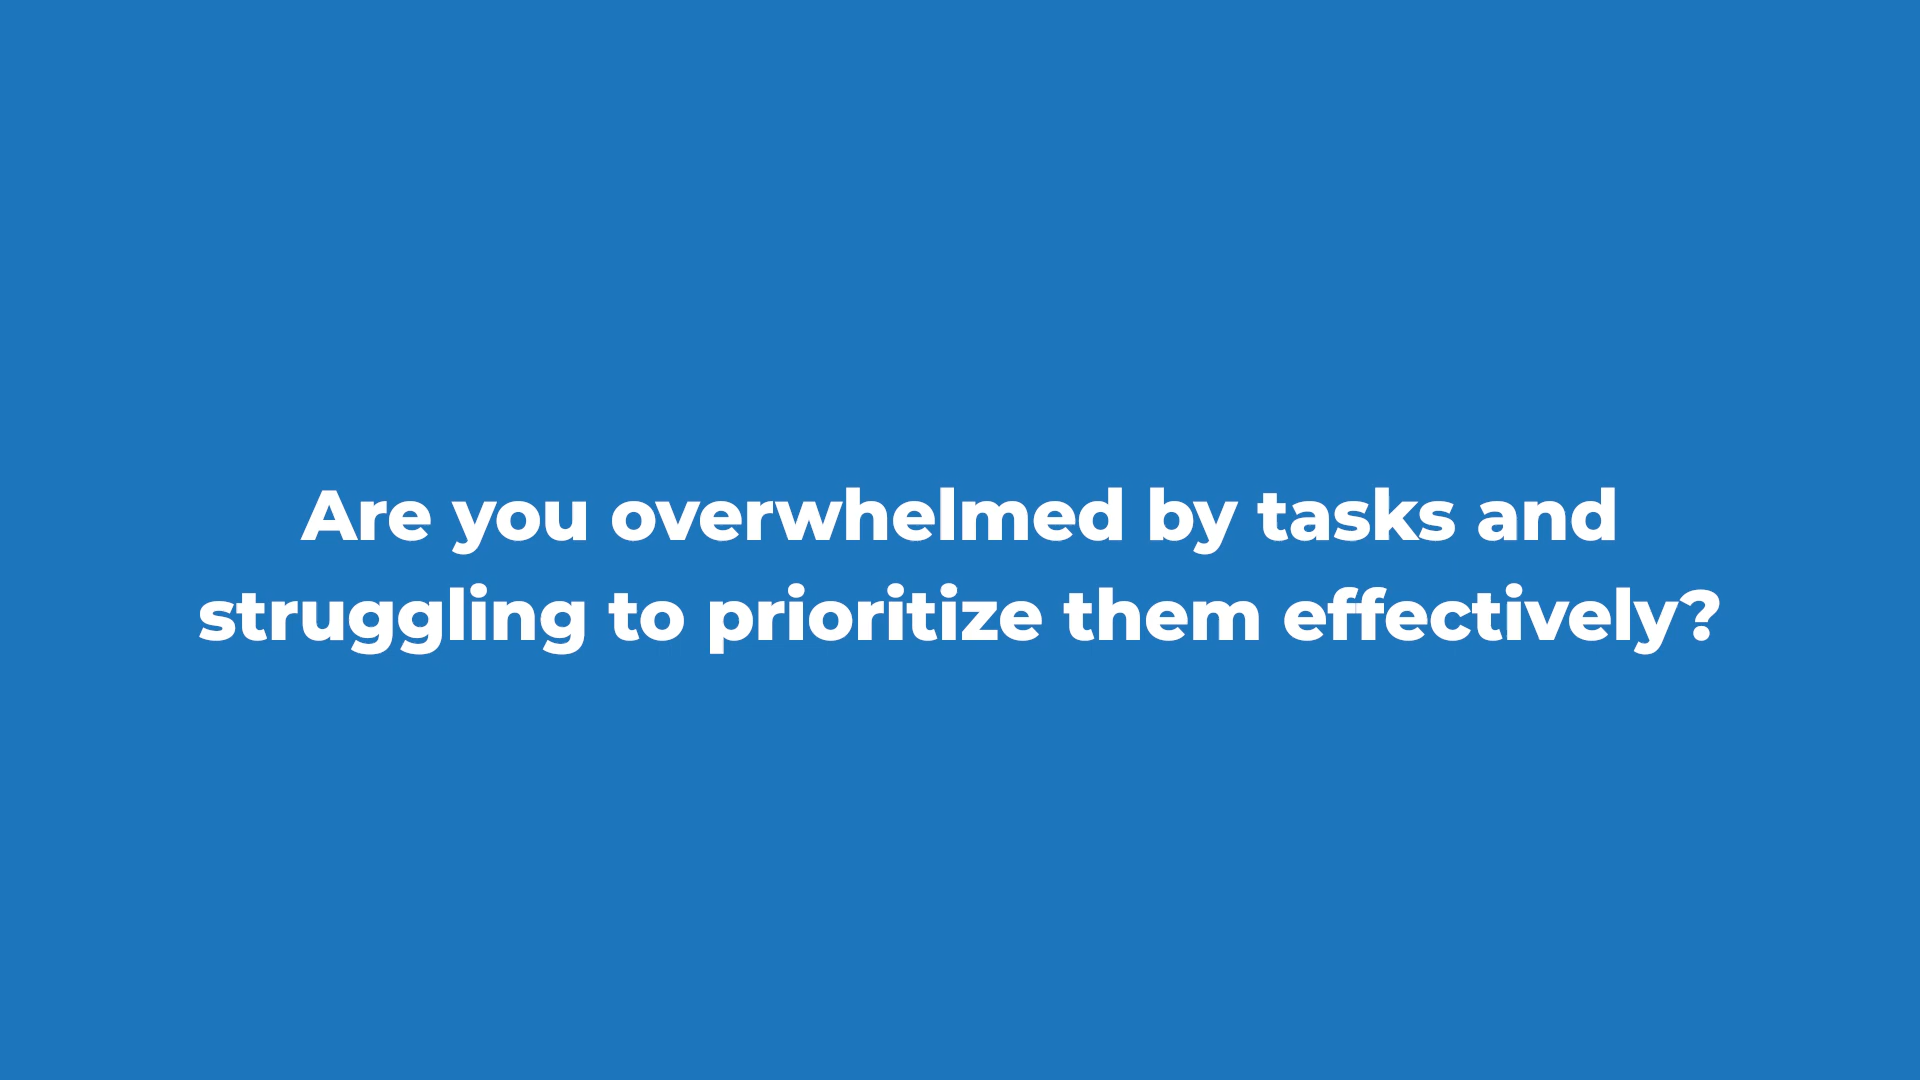 Are you overwhelmed by tasks and
struggling to prioritize them effectively?